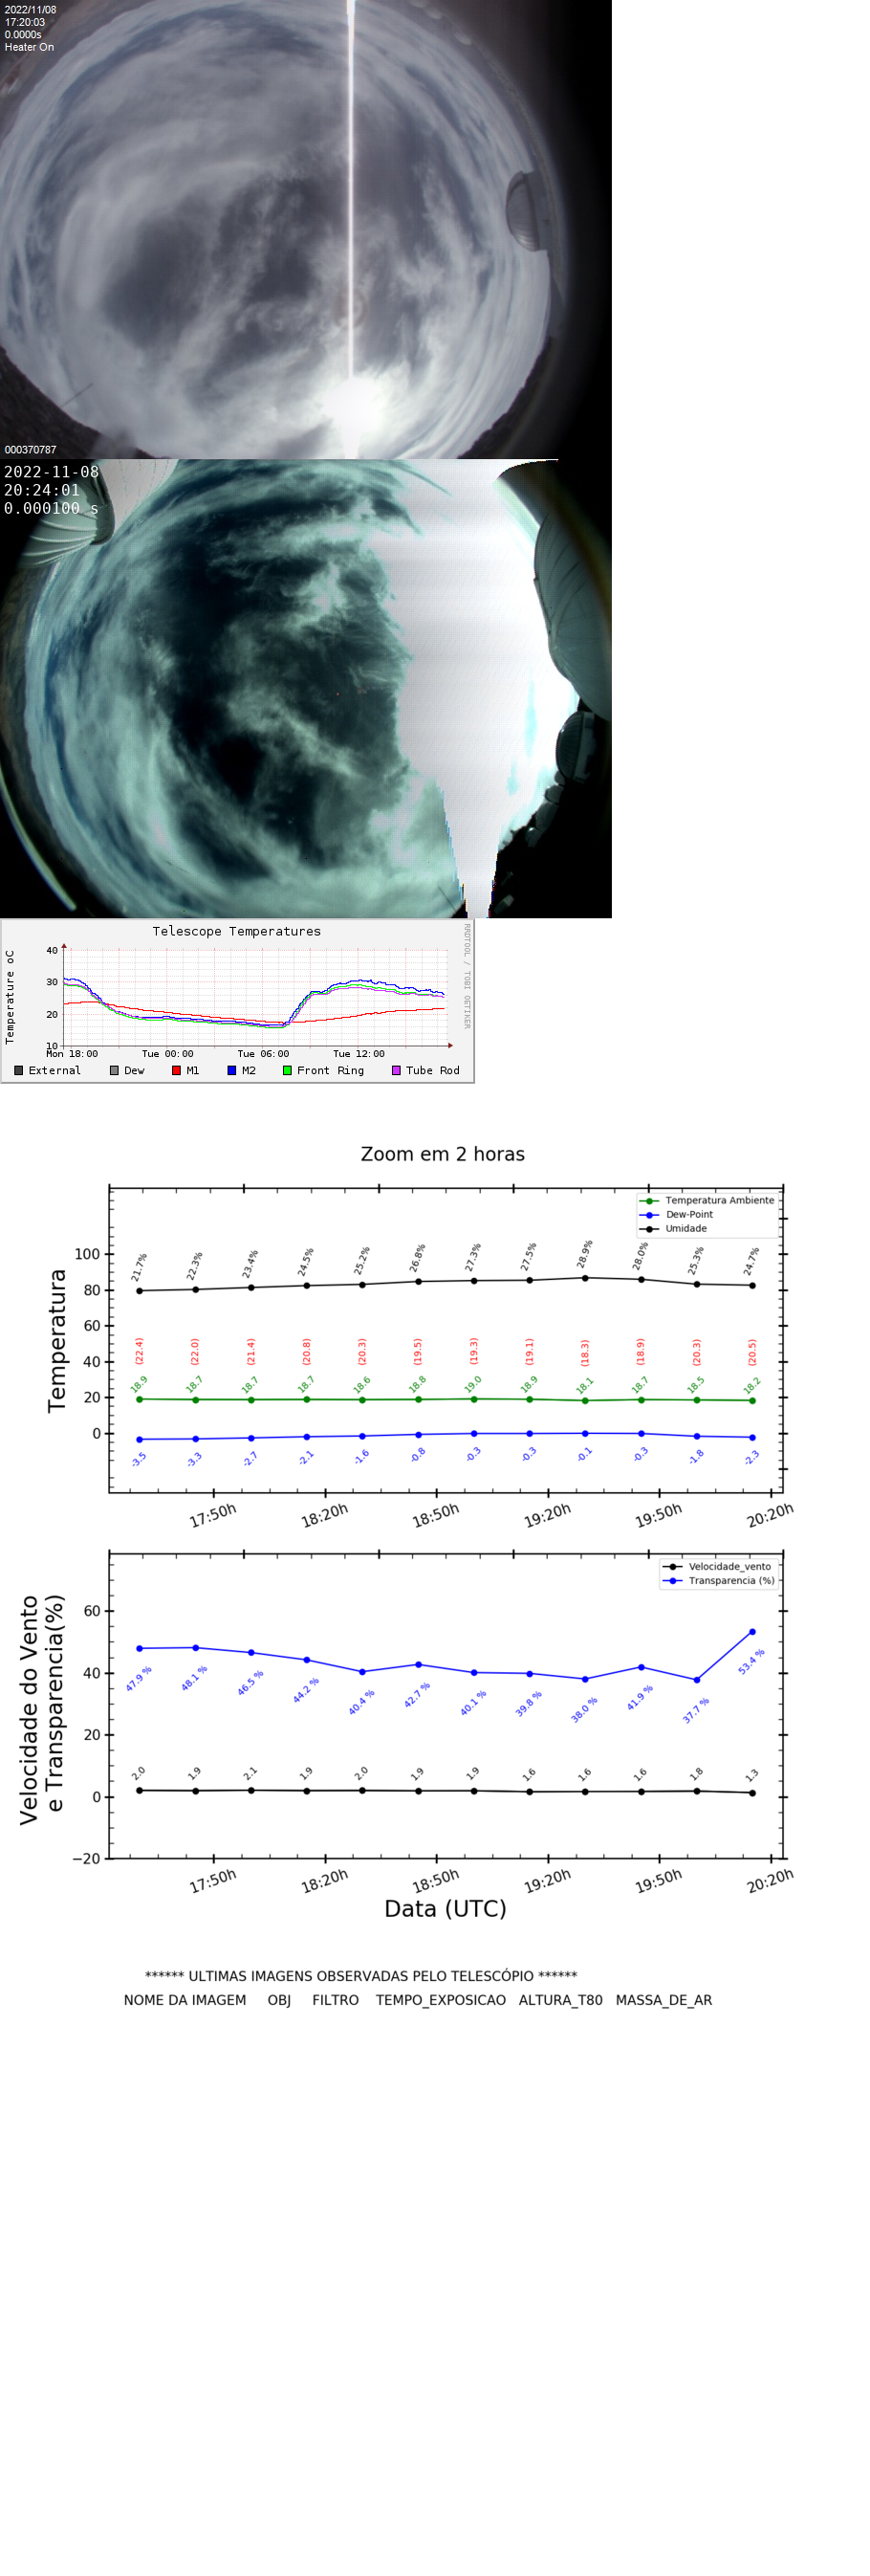 2022/11/08
17:20:03
0.0000s
Heater On
000370787
2022-11-08
20:24:01
0.000100 s
Telescope Temperatures
RRDTOOL / TOBI OETIKER
Temperature oC
40
30
20
10
Mon 18:00 Tue 00:00 Tue 06:00 Tue 12:00
External Dew M1 M2 Front Ring Tube Rod
Zoom em 2 horas
Temperatura Ambiente
Dew-Point
Umidade
Temperatura
100
80
60
40
20
0
21.7% 22.3% 23.4% 24.5% 25.2% 26.8% 27.3% 27.5% 28.9% 28.0% 25.3% 24.7%
(22.4) (22.0) (21.4) (20.8) (20.3) (19.5) (19.3) (19.1) (18.3) (18.9) (20.3) (20.5)
18.9 18.7 18.7 18.7 18.6 18.8 19.0 18.9 18.1 18.7 18.5 18.2
-3.5 -3.3 -2.7 -2.1 -1.6 -0.8 -0.3 -0.3 -0.1 -0.3 -1.8 -2.3
17:50h 18:20h 18:50h 19:20h 19:50h 20:20h
Velocidade_vento
Transparencia (%)
Velocidade do Vento
e Transparencia(%)
60
40
20
0
−20
47.9 % 48.1 % 46.5 % 44.2 % 40.4 % 42.7 % 40.1 % 39.8 % 38.0 % 41.9 % 37.7 % 53.4 %
2.0 1.9 2.1 1.9 2.0 1.9 1.9 1.6 1.6 1.6 1.8 1.3
17:50h 18:20h 18:50h 19:20h 19:50h 20:20h
Data (UTC)
****** ULTIMAS IMAGENS OBSERVADAS PELO TELESCÓPIO ******
NOME DA IMAGEM OBJ FILTRO TEMPO_EXPOSICAO ALTURA_T80 MASSA_DE_AR